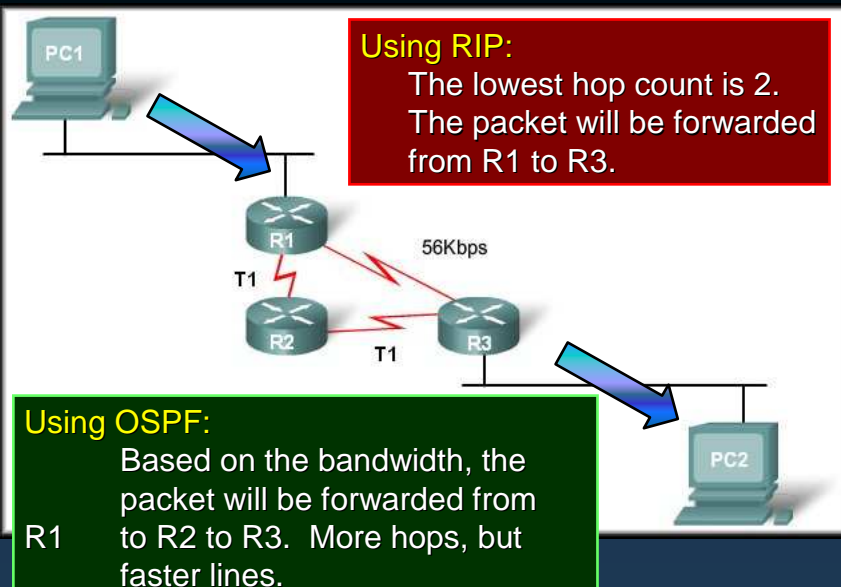 PC1
Using RIP:
The lowest hop count is 2.
The packet will be forwarded
from R1 to R3.
R1
56Kbps
T1
R2
R3
T1
Using OSPF:
Based on the bandwidth, the
packet will be forwarded from
R1 to R2 to R3. More hops, but
faster lines.
PC2